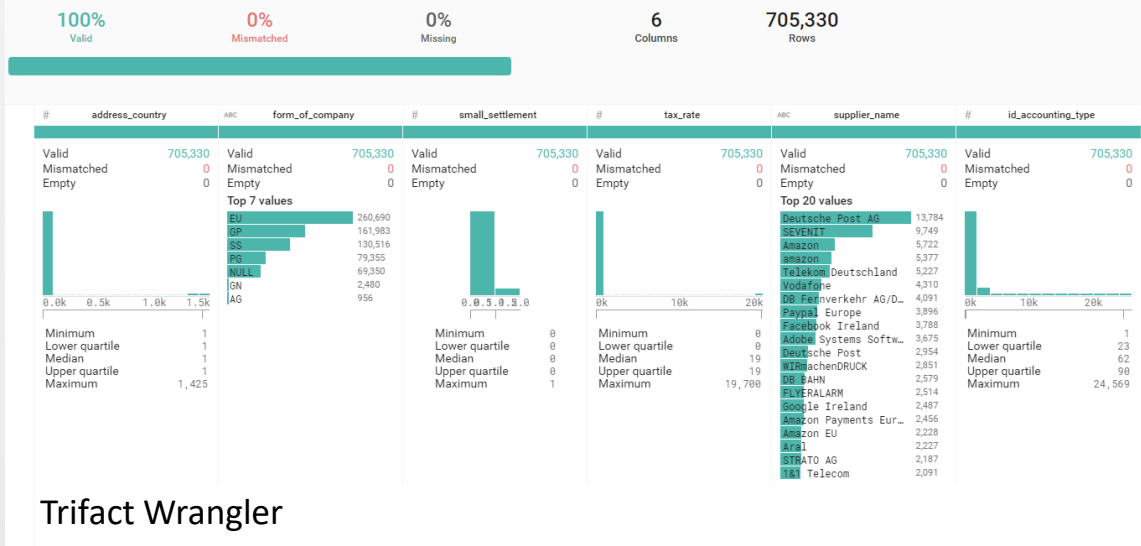 100% 0% 0% 6 705,330
Valid Mismatched Missing Columns Rows
# address_country ABC form_of_company # small_settlement # tax_rate ABC supplier_name # id_accounting_type
Valid 705,330
Mismatched 0
Empty 0
0.0k 0.5k 1.0k 1.5k
Minimum 1
Lower quartile 1
Median 1
Upper quartile 1
Maximum 1,425
Valid 705,330
Mismatched 0
Empty 0
Top 7 values
EU 260,690
GP 161,983
SS 130,516
PG 79,355
NULL 69,350
GN 2,480
AG 956
Valid 705,330
Mismatched 0
Empty 0
Minimum 0
Lower quartile 0
Median 0
Upper quartile 0
Maximum 1
Valid 705,330
Mismatched 0
Empty 0
0k 10k 20k
Minimum 0
Lower quartile 0
Median 19
Upper quartile 19
Maximum 19,700
Valid 705,330
Mismatched 0
Empty 0
Top 20 values
Deutsche Post AG 13,784
SEVENIT 9,749
Amazon 5,722
amazon 5,377
Telekom Deutschland 5,227
Vodafone 4,310
DB Fernverkehr AG/D… 4,091
Paypal Europe 3,896
Facebook Ireland 3,788
Adobe Systems Softw… 3,675
Deutsche Post 2,954
WIRmachenDRUCK 2,851
DB BAHN 2,579
FLYERALARM 2,514
Google Ireland 2,487
Amazon Payments Eur… 2,456
Amazon EU 2,228
Aral 2,227
STRATO AG 2,187
1&1 Telecom 2,091
Valid 705,330
Mismatched 0
Empty 0
0k 10k 20k
Minimum 1
Lower quartile 23
Median 62
Upper quartile 90
Maximum 24,569
Trifact Wrangler